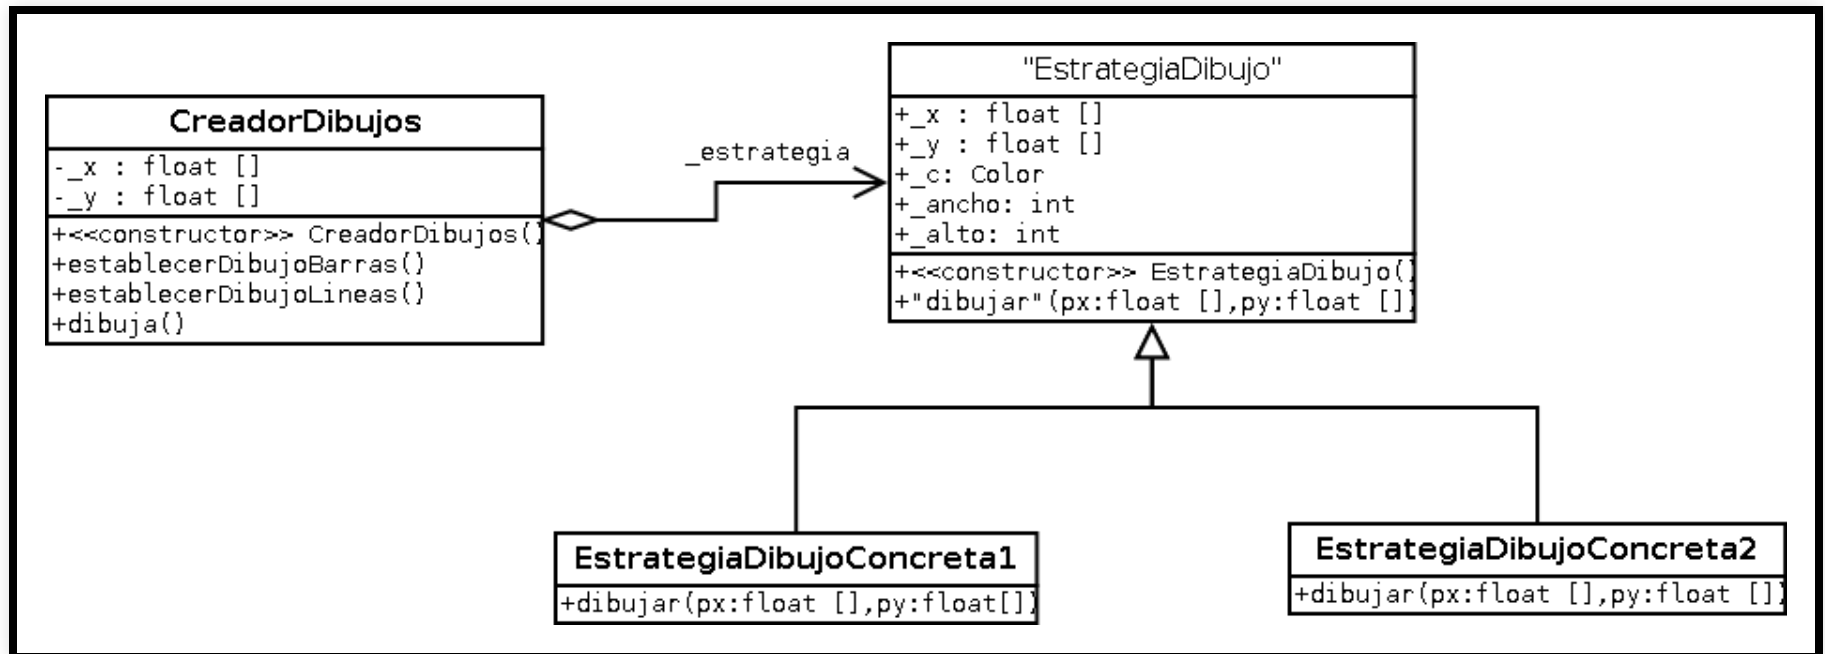 CreadorDibujos
-_x : float []
-_y : float []
+<<constructor>> CreadorDibujos()
+establecerDibujoBarras()
+establecerDibujoLineas()
+dibuja()
_estrategia
"EstrategiaDibujo"
+_x : float []
+_y : float []
+_c: Color
+_ancho: int
+_alto: int
+<<constructor>> EstrategiaDibujo()
+"dibujar"(px:float [],py:float [])
EstrategiaDibujoConcreta1
+dibujar(px:float [],py:float[])
EstrategiaDibujoConcreta2
+dibujar(px:float [],py:float [])